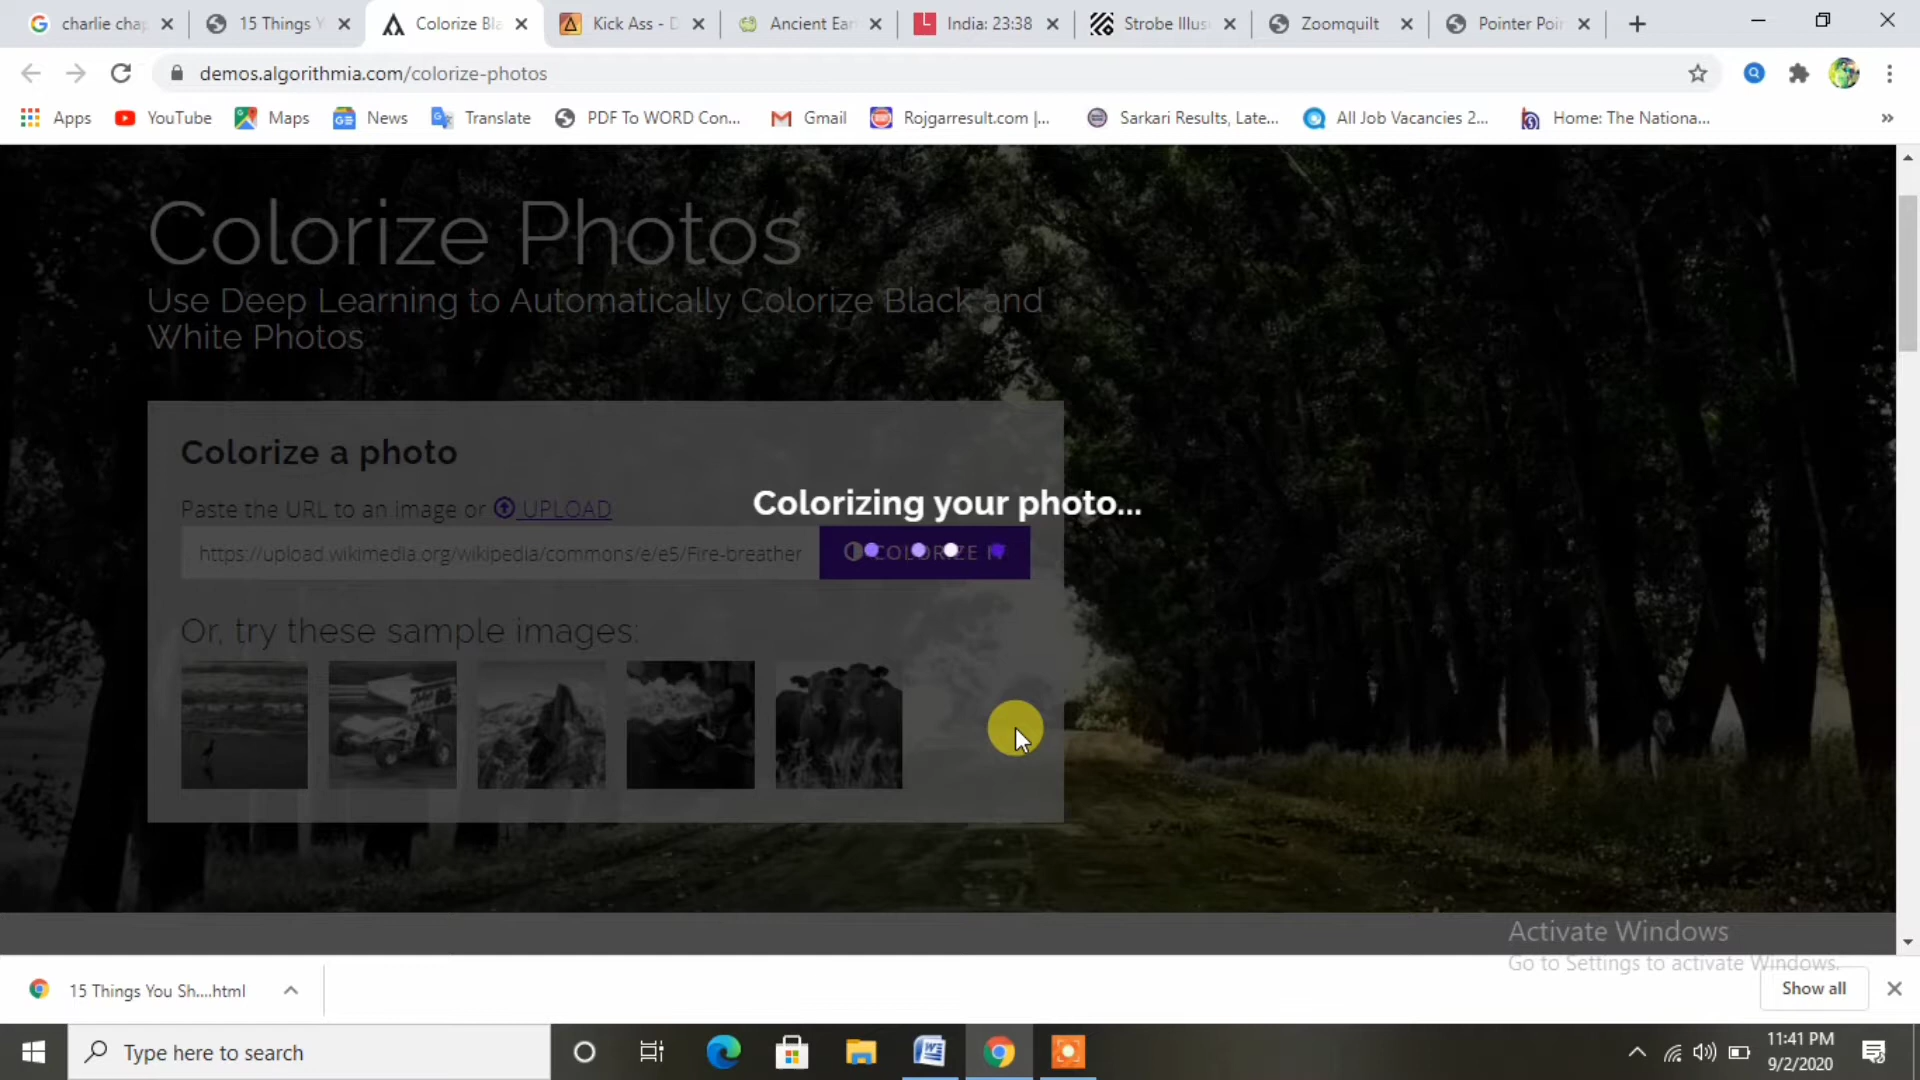 charlie chap
15 Things Y
Colorize Bla
Kick Ass - D
Ancient Ear
India: 23:38
Strobe Illus
Zoomquilt
Pointer Poin
demos.algorithmia.com/colorize-photos
Apps
YouTube
Maps
News
Translate
PDF To WORD Con...
Gmail
Rojgarresult.com |...
Sarkari Results, Late...
All Job Vacancies 2...
Home: The Nationa...
»
Colorize Photos
Use Deep Learning to Automatically Colorize Black and
White Photos
Colorize a photo
Colorizing your photo...
Paste the URL to an image or UPLOAD
https://upload.wikimedia.org/wikipedia/commons/e/e5/Fire-breather
COLORIZE IT
Or, try these sample images:
Activate Windows
Go to Settings to activate Windows.
15 Things You Sh....html
Show all
Type here to search
11:41 PM
9/2/2020